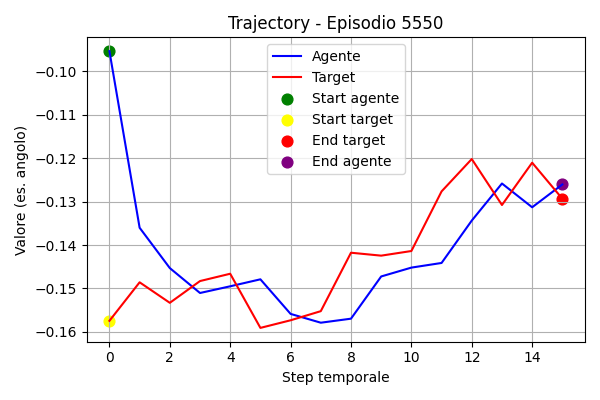 Trajectory - Episodio 5550
Agente
Target
Start agente
Start target
End target
End agente
Valore (es. angolo)
−0.10
−0.11
−0.12
−0.13
−0.14
−0.15
−0.16
0 2 4 6 8 10 12 14
Step temporale